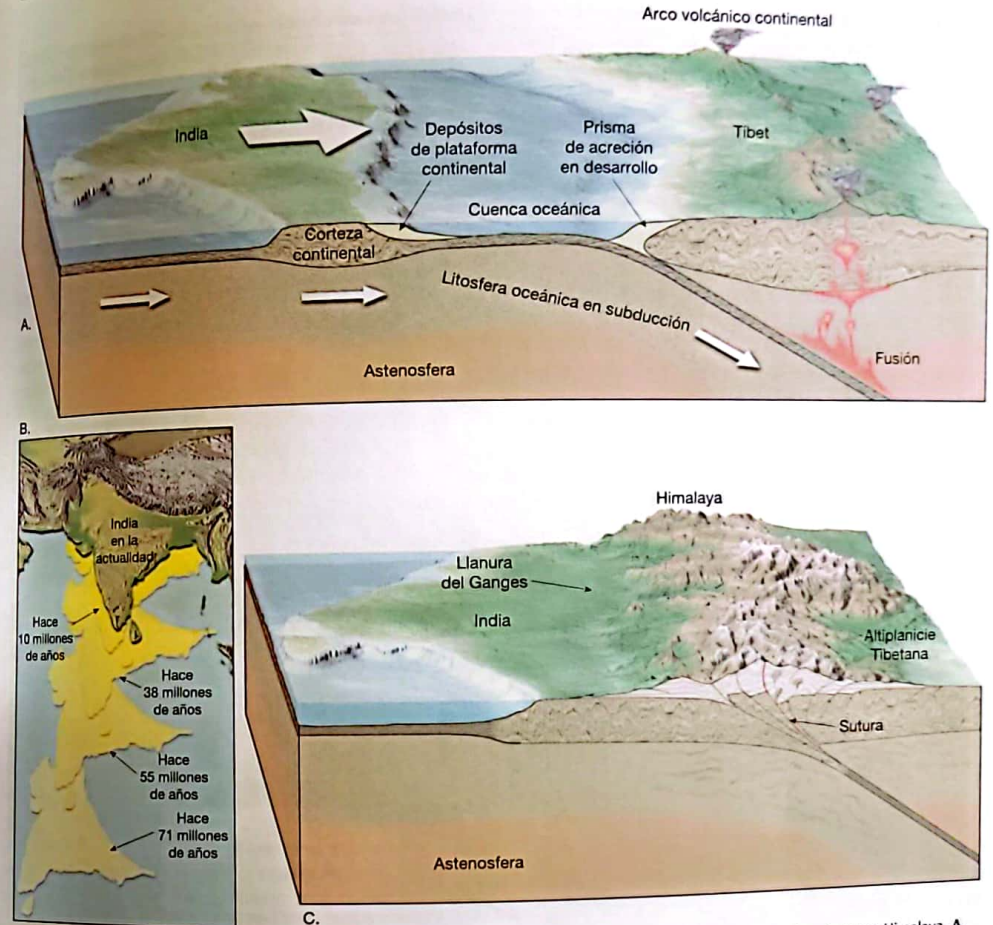 Arco volcánico continental
India
Depósitos
de plataforma
continental
Prisma
de acreción
en desarrollo
Tíbet
Cuenca oceánica
Corteza
continental
Litosfera oceánica en subducción
A.
Astenosfera
Fusión
B.
India
en la
actualidad
Hace
10 millones
de años
Hace
38 millones
de años
Hace
55 millones
de años
Hace
71 millones
de años
Himalaya
Llanura
del Ganges
India
Altiplanicie
Tibetana
Sutura
Astenosfera
C.
Himalaya. A.